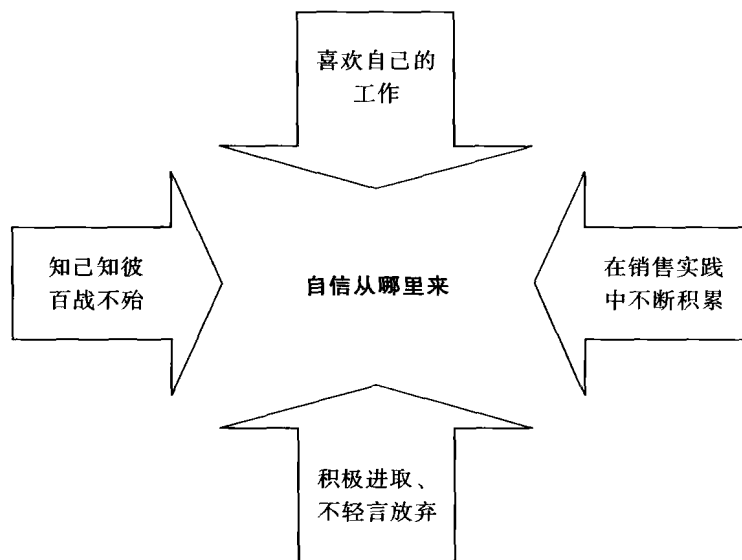 喜欢自己的
工作
知己知彼
百战不殆
自信从哪里来
在销售实践
中不断积累
积极进取、
不轻言放弃